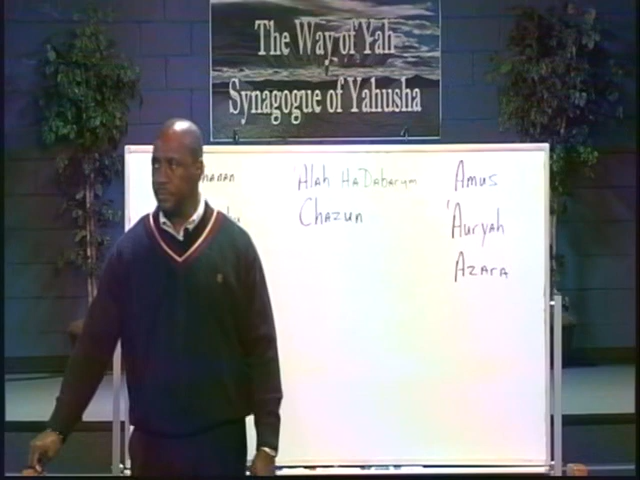 The Way of Yah
Synagogue of Yahusha
Alah HaDabarym
Chazun
Amus
'Auryah
Azara